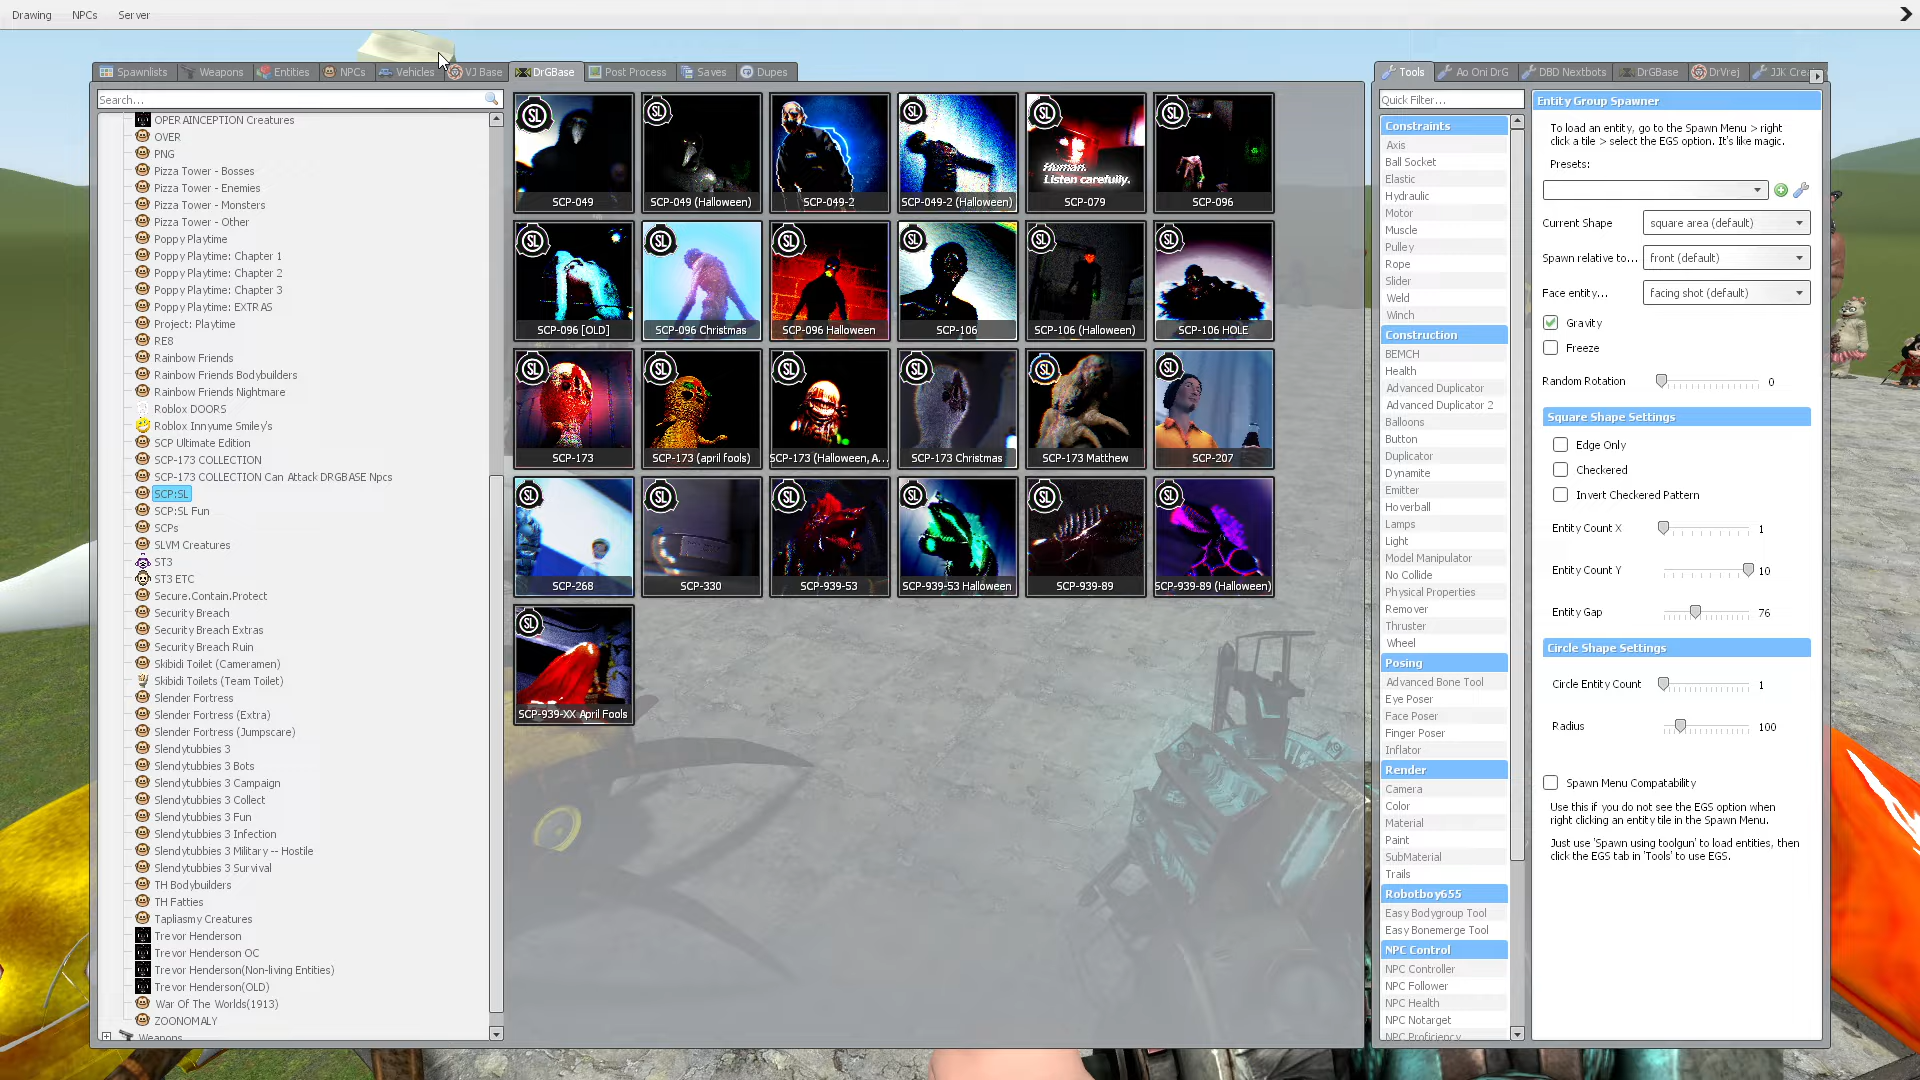 Drawing NPCs Server
Spawnlists Weapons Entities NPCs Vehicles VJ Base DrGBase Post Process Saves Dupes
Search...
OPERAINCEPTION Creatures
OVER
PNG
Pizza Tower - Bosses
Pizza Tower - Enemies
Pizza Tower - Monsters
Pizza Tower - Other
Poppy Playtime
Poppy Playtime: Chapter 1
Poppy Playtime: Chapter 2
Poppy Playtime: Chapter 3
Poppy Playtime: EXTRAS
Project: Playtime
RE8
Rainbow Friends
Rainbow Friends Bodybuilders
Rainbow Friends Nightmare
Roblox DOORS
Roblox Innyume Smiley's
SCP Ultimate Edition
SCP-173 COLLECTION
SCP-173 COLLECTION Can Attack DRGBASE Npcs
SCP:SL
SCP:SL Fun
SCPs
SLVM Creatures
ST3
ST3 ETC
Secure.Contain.Protect
Security Breach
Security Breach Extras
Security Breach Ruin
Skibidi Toilet (Cameramen)
Skibidi Toilets (Team Toilet)
Slender Fortress
Slender Fortress (Extra)
Slender Fortress (Jumpscare)
Slendytubbies 3
Slendytubbies 3 Bots
Slendytubbies 3 Campaign
Slendytubbies 3 Collect
Slendytubbies 3 Fun
Slendytubbies 3 Infection
Slendytubbies 3 Military -- Hostile
Slendytubbies 3 Survival
TH Bodybuilders
TH Fatties
Tapliasmy Creatures
Trevor Henderson
Trevor Henderson OC
Trevor Henderson(Non-living Entities)
Trevor Henderson(OLD)
War Of The Worlds(1913)
ZOONOMALY
Weapons
Human.
Listen carefully.
SCP-049 SCP-049 (Halloween) SCP-049-2 SCP-049-2 (Halloween) SCP-079 SCP-096
SCP-096 [OLD] SCP-096 Christmas SCP-096 Halloween SCP-106 SCP-106 (Halloween) SCP-106 HOLE
SCP-173 SCP-173 (april fools) SCP-173 (Halloween, A... SCP-173 Christmas SCP-173 Matthew SCP-207
SCP-268 SCP-330 SCP-939-53 SCP-939-53 Halloween SCP-939-89 SCP-939-89 (Halloween)
SCP-939-XX April Fools
Tools Ao Oni DrG DBD Nextbots DrGBase DrVrej JJK Cre
Quick Filter...
Constraints
Axis
Ball Socket
Elastic
Hydraulic
Motor
Muscle
Pulley
Rope
Slider
Weld
Winch
Construction
BEMCH
Health
Advanced Duplicator
Advanced Duplicator 2
Balloons
Button
Duplicator
Dynamite
Emitter
Hoverball
Lamps
Light
Model Manipulator
No Collide
Physical Properties
Remover
Thruster
Wheel
Posing
Advanced Bone Tool
Eye Poser
Face Poser
Finger Poser
Inflator
Render
Camera
Color
Material
Paint
SubMaterial
Trails
Robotboy655
Easy Bodygroup Tool
Easy Bonemerge Tool
NPC Control
NPC Controller
NPC Follower
NPC Health
NPC Notarget
NPC Proficiency
Entity Group Spawner
To load an entity, go to the Spawn Menu > right
click a tile > select the EGS option. It's like magic.
Presets:
Current Shape square area (default)
Spawn relative to... front (default)
Face entity... facing shot (default)
Gravity
Freeze
Random Rotation 0
Square Shape Settings
Edge Only
Checkered
Invert Checkered Pattern
Entity Count X 1
Entity Count Y 10
Entity Gap 76
Circle Shape Settings
Circle Entity Count 1
Radius 100
Spawn Menu Compatability
Use this if you do not see the EGS option when
right clicking an entity tile in the Spawn Menu.
Just use 'Spawn using toolgun' to load entities, then
click the EGS tab in 'Tools' to use EGS.